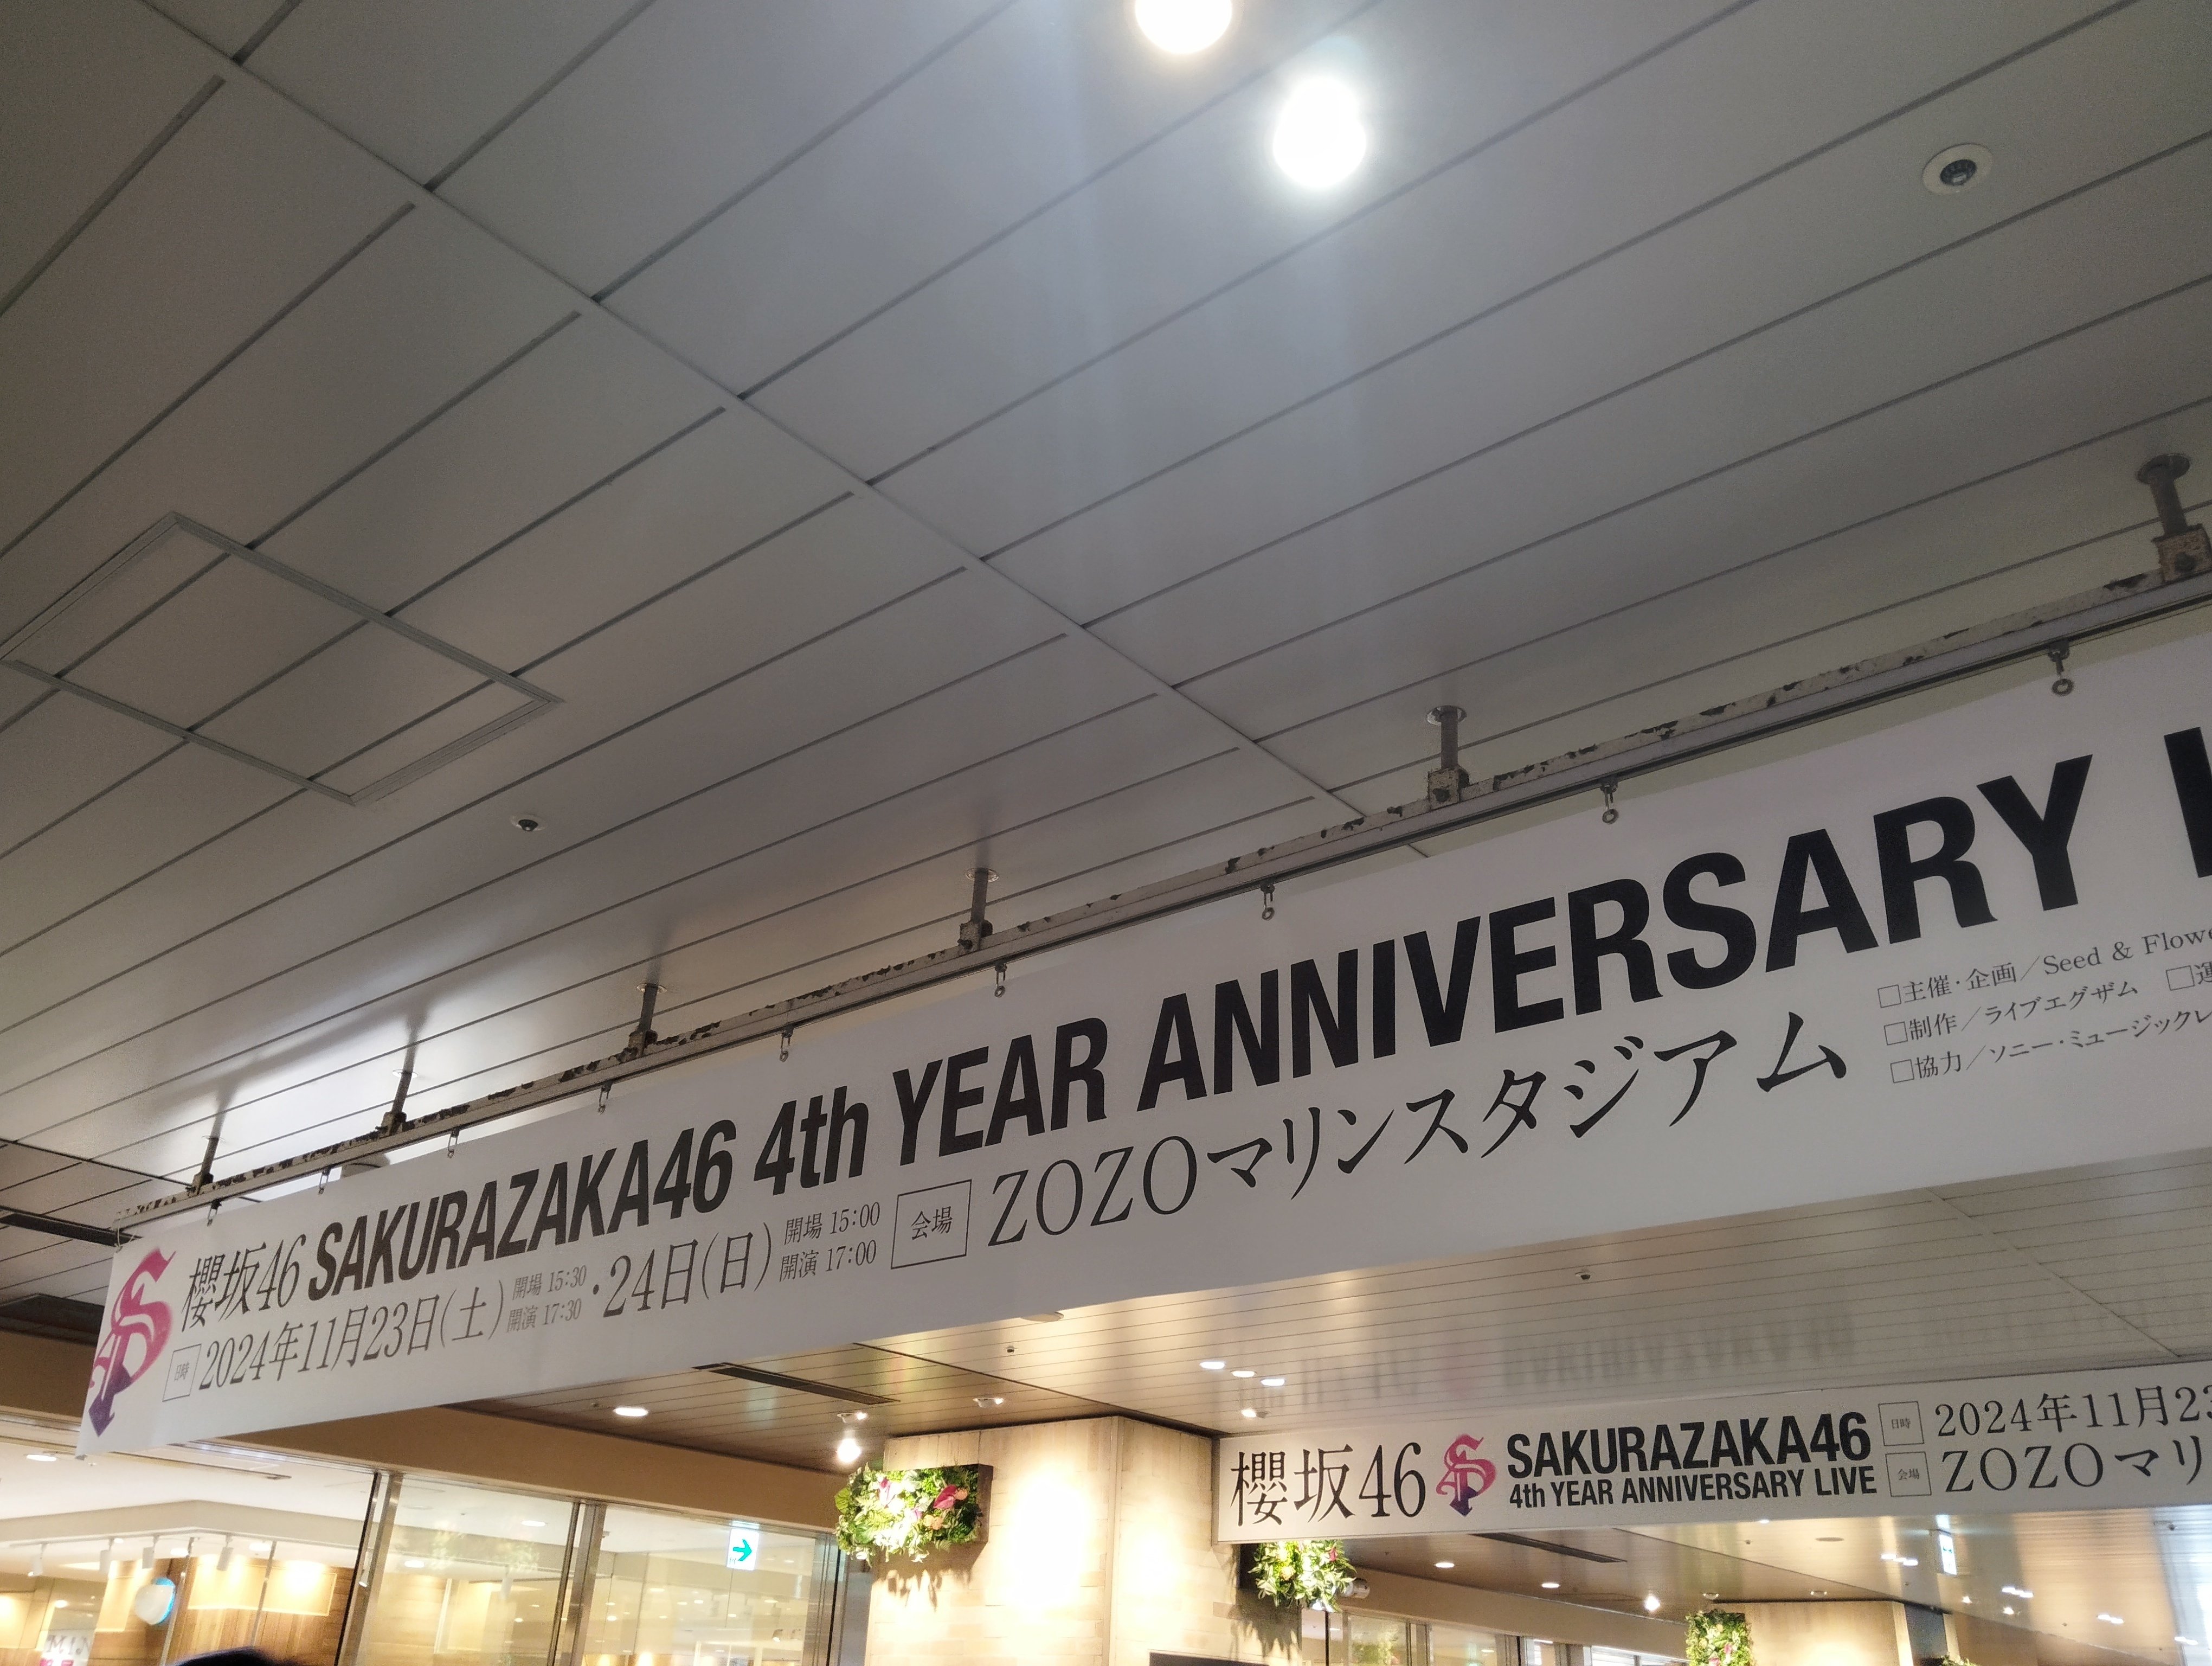 櫻坂46 SAKURAZAKA46 4th YEAR ANNIVERSARY
日時 2024年11月23日(土) 開場 15:30 開演 17:30 ・24日(日) 開場 15:00 開演 17:00 会場 ZOZOマリンスタジアム
□主催・企画／Seed & Flowe
□制作／ライブエグザム □運
□協力／ソニー・ミュージックレ
櫻坂46 SAKURAZAKA46
4th YEAR ANNIVERSARY LIVE
日時 2024年11月23
会場 ZOZOマリ